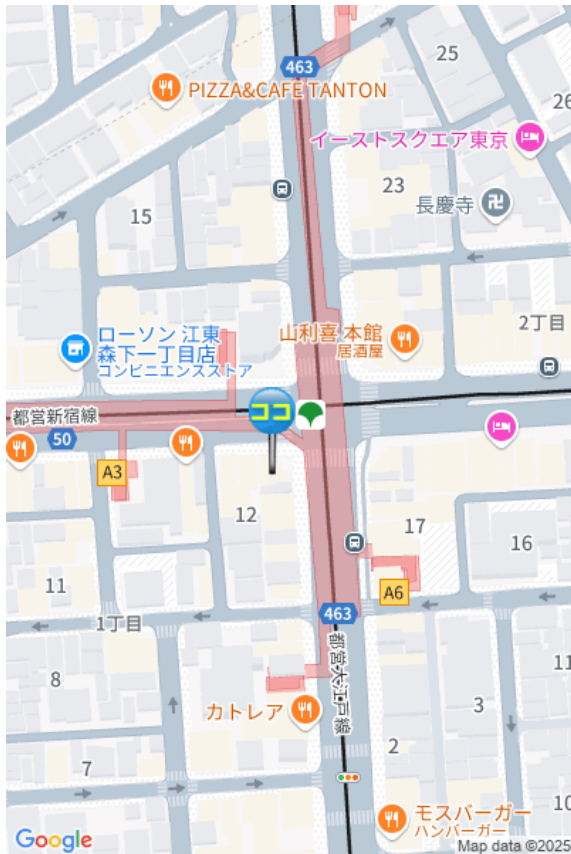 463
25
PIZZA&CAFE TANTON
26
イーストスクエア東京
23
長慶寺
15
ローソン 江東
森下一丁目店
コンビニエンスストア
山利喜 本館
居酒屋
2丁目
都営新宿線
ココ
50
A3
12
17
16
11
A6
463
1丁目
都営大江戸線
8
11
カトレア
3
2
7
10
モスバーガー
ハンバーガー
Google
Map data ©2025